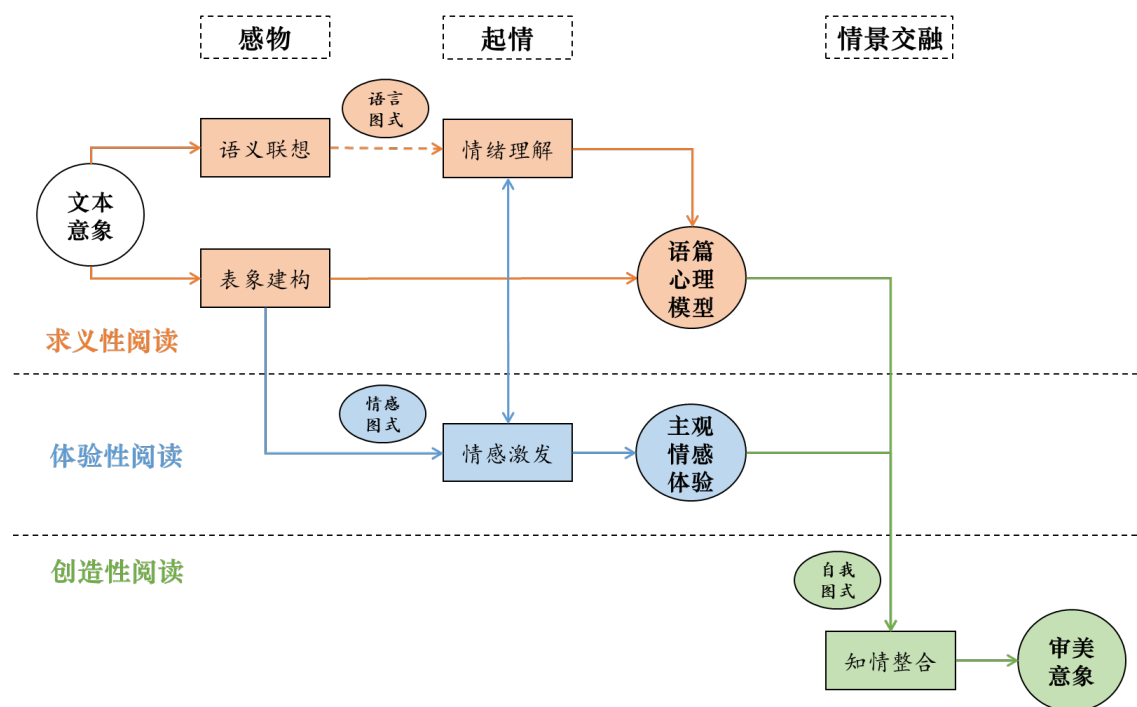 感物
起情
情景交融
语言
图式
语义联想
情绪理解
文本
意象
表象建构
语篇
心理
模型
求义性阅读
情感
图式
体验性阅读
情感激发
主观
情感
体验
创造性阅读
自我
图式
知情整合
审美
意象